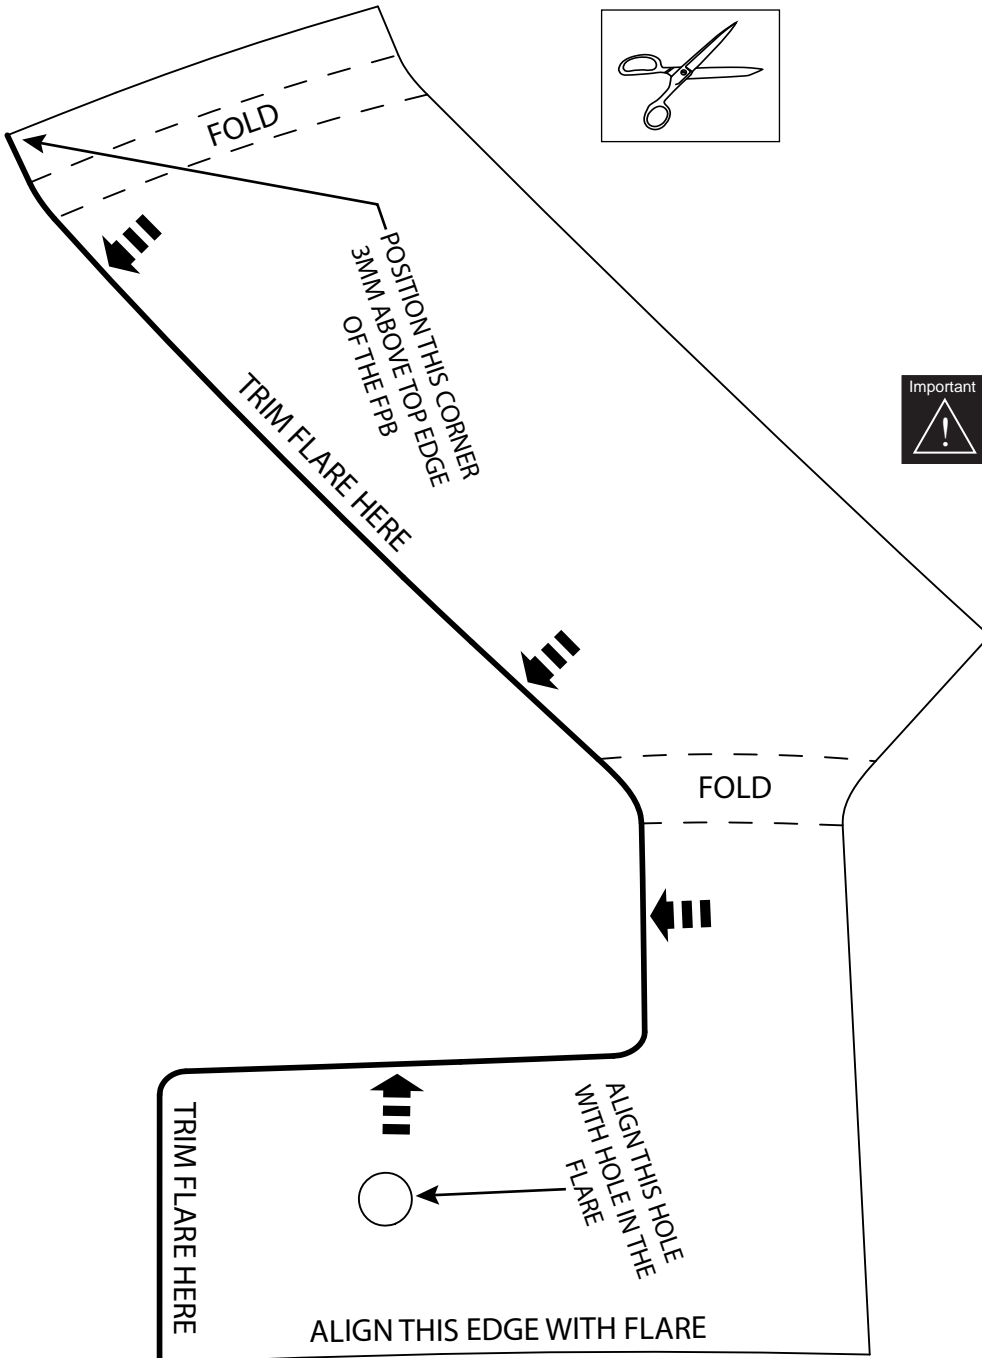 FOLD
POSITION THIS CORNER
3MM ABOVE TOP EDGE
OF THE FPB
TRIM FLARE HERE
Important
!
FOLD
ALIGN THIS HOLE
WITH HOLE IN THE
FLARE
TRIM FLARE HERE
ALIGN THIS EDGE WITH FLARE